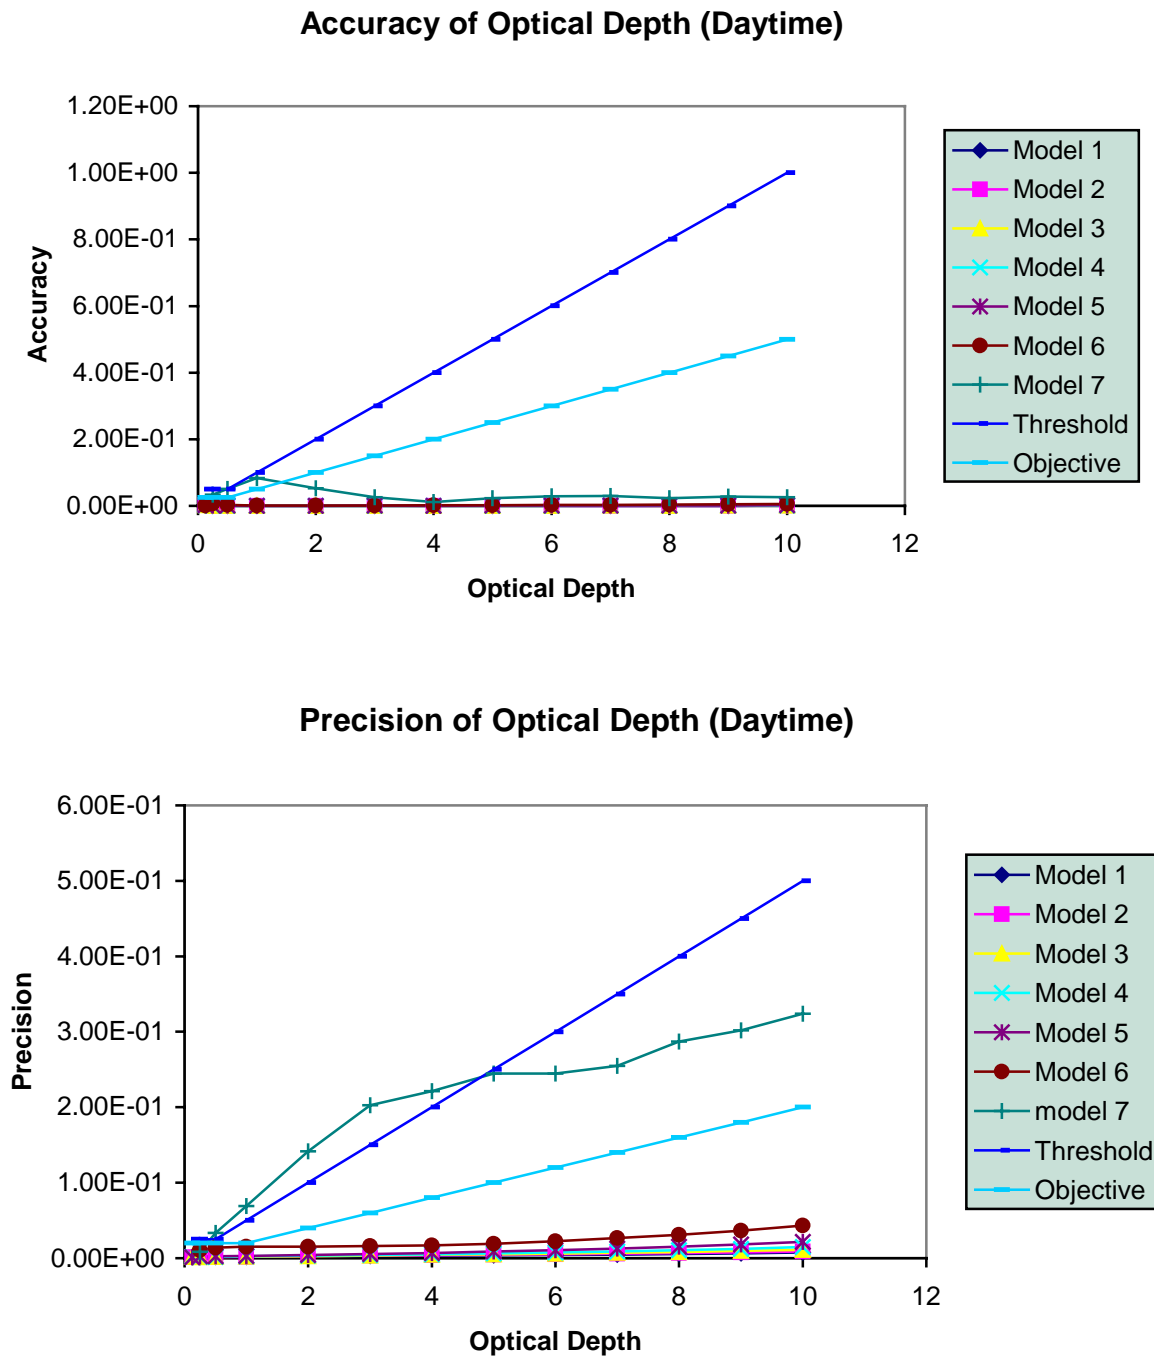 Accuracy of Optical Depth (Daytime)
1.20E+00
1.00E+00
8.00E-01
6.00E-01
4.00E-01
2.00E-01
0.00E+00
Accuracy
0 2 4 6 8 10 12
Optical Depth
Model 1
Model 2
Model 3
Model 4
Model 5
Model 6
Model 7
Threshold
Objective
Precision of Optical Depth (Daytime)
6.00E-01
5.00E-01
4.00E-01
3.00E-01
2.00E-01
1.00E-01
0.00E+00
Precision
0 2 4 6 8 10 12
Optical Depth
Model 1
Model 2
Model 3
Model 4
Model 5
Model 6
model 7
Threshold
Objective